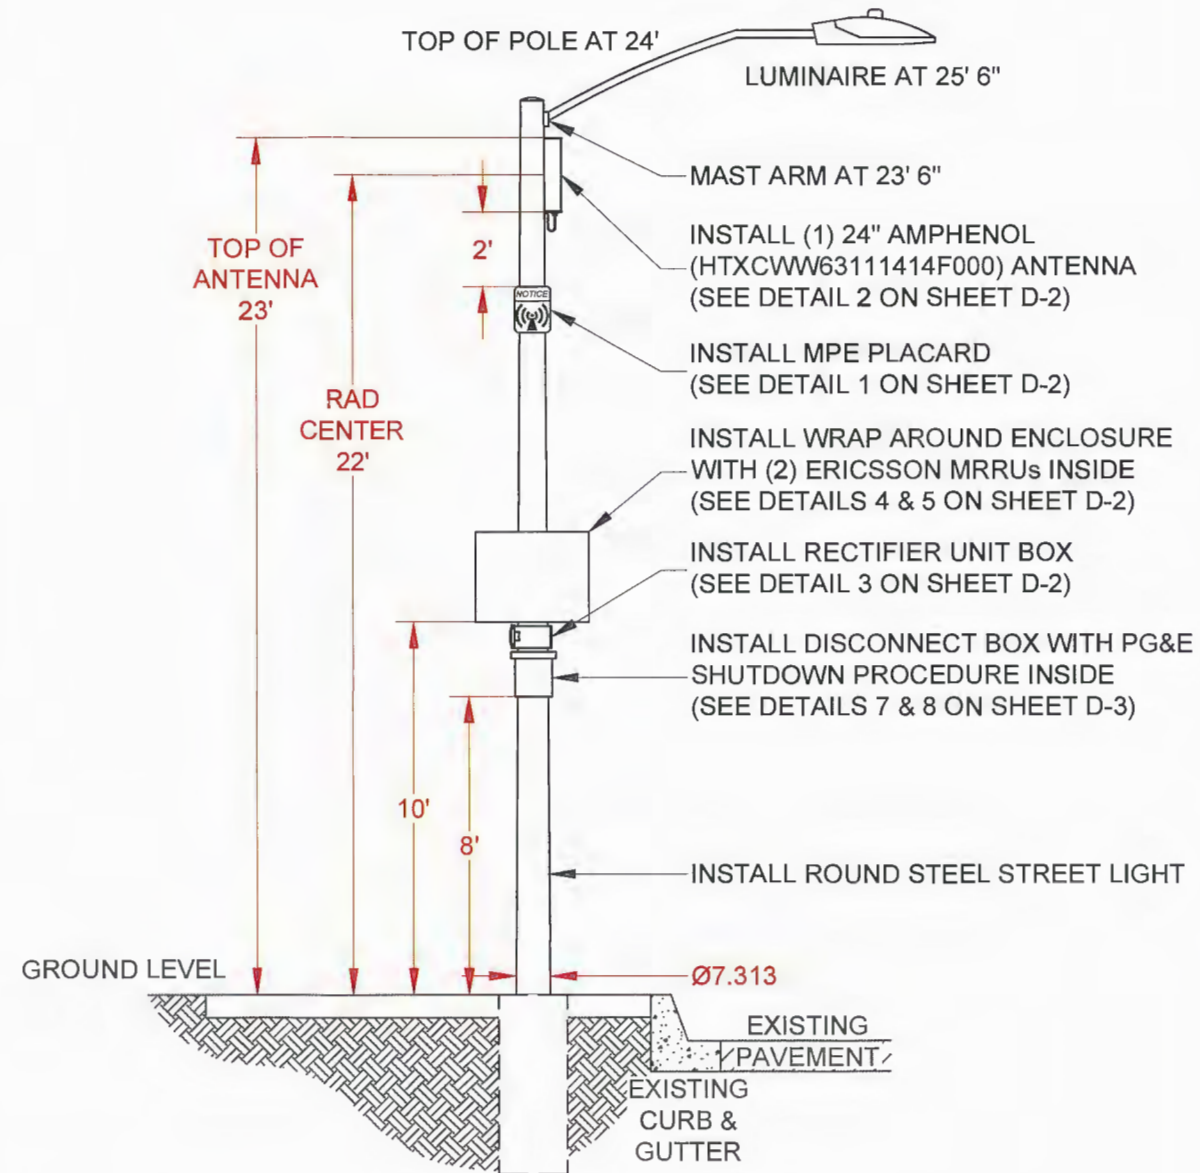 TOP OF POLE AT 24'
LUMINAIRE AT 25' 6"
MAST ARM AT 23' 6"
INSTALL (1) 24" AMPHENOL
(HTXCWW63111414F000) ANTENNA
(SEE DETAIL 2 ON SHEET D-2)
TOP OF
ANTENNA
23'
2'
NOTICE
INSTALL MPE PLACARD
(SEE DETAIL 1 ON SHEET D-2)
RAD
CENTER
22'
INSTALL WRAP AROUND ENCLOSURE
WITH (2) ERICSSON MRRUs INSIDE
(SEE DETAILS 4 & 5 ON SHEET D-2)
INSTALL RECTIFIER UNIT BOX
(SEE DETAIL 3 ON SHEET D-2)
INSTALL DISCONNECT BOX WITH PG&E
SHUTDOWN PROCEDURE INSIDE
(SEE DETAILS 7 & 8 ON SHEET D-3)
10'
8'
INSTALL ROUND STEEL STREET LIGHT
GROUND LEVEL
Ø7.313
EXISTING
PAVEMENT
EXISTING
CURB &
GUTTER